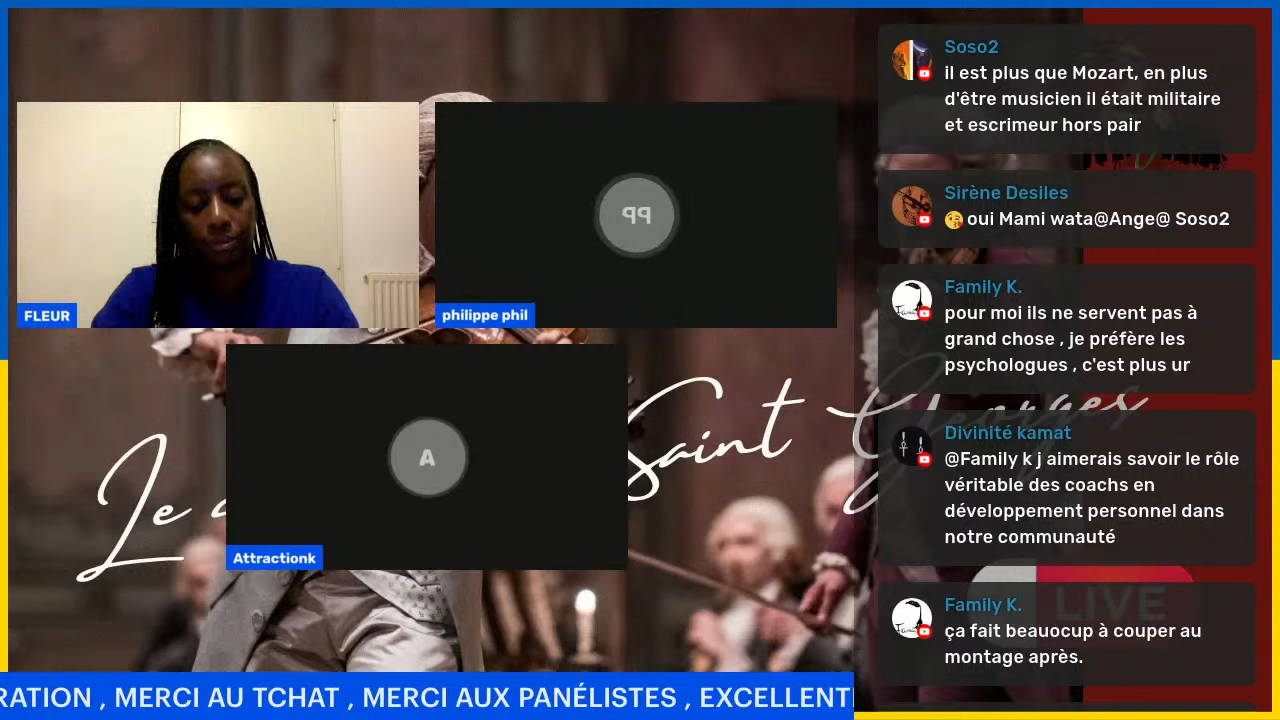 FLEUR
qp
philippe phil
A
Attractionk
Le
Saint Georges
Soso2
il est plus que Mozart, en plus
d'être musicien il était militaire
et escrimeur hors pair
Sirène Desiles
😘 oui Mami wata@Ange@ Soso2
Family K.
pour moi ils ne servent pas à
grand chose , je préfère les
psychologues , c'est plus ur
Divinité kamat
@Family k j aimerais savoir le rôle
véritable des coachs en
développement personnel dans
notre communauté
Family K.
ça fait beauocup à couper au
montage après.
LIVE
RATION , MERCI AU TCHAT , MERCI AUX PANÉLISTES , EXCELLENT